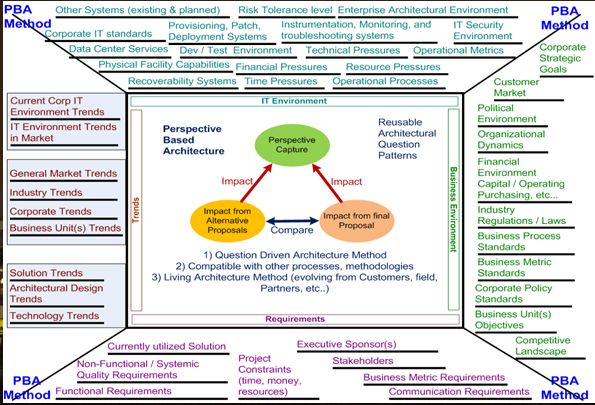 PBA
Method
Other Systems (existing & planned)
Risk Tolerance level
Enterprise Architectural Environment
PBA
Method
Corporate IT standards
Provisioning, Patch,
Deployment Systems
Instrumentation, Monitoring, and
troubleshooting systems
IT Security
Environment
Data Center Services
Dev / Test Environment
Technical Pressures
Operational Metrics
Physical Facility Capabilities
Financial Pressures
Resource Pressures
Recoverability Systems
Time Pressures
Operational Processes
Current Corp IT
Environment Trends
IT Environment Trends
in Market
General Market Trends
Industry Trends
Corporate Trends
Business Unit(s) Trends
Solution Trends
Architectural Design
Trends
Technology Trends
IT Environment
Trends
Perspective
Based
Architecture
Perspective
Capture
Reusable
Architectural
Question
Patterns
Impact
Impact
Impact from
Alternative
Proposals
Compare
Impact from final
Proposal
1) Question Driven Architecture Method
2) Compatible with other processes, methodologies
3) Living Architecture Method (evolving from Customers, field,
Partners, etc..)
Business Environment
Requirements
Corporate
Strategic
Goals
Customer
Market
Political
Environment
Organizational
Dynamics
Financial
Environment
Capital / Operating
Purchasing, etc...
Industry
Regulations / Laws
Business Process
Standards
Business Metric
Standards
Corporate Policy
Standards
Business Unit(s)
Objectives
Competitive
Landscape
PBA
Method
Currently utilized Solution
Non-Functional / Systemic
Quality Requirements
Functional Requirements
Project
Constraints
(time, money,
resources)
Executive Sponsor(s)
Stakeholders
Business Metric Requirements
Communication Requirements
PBA
Method